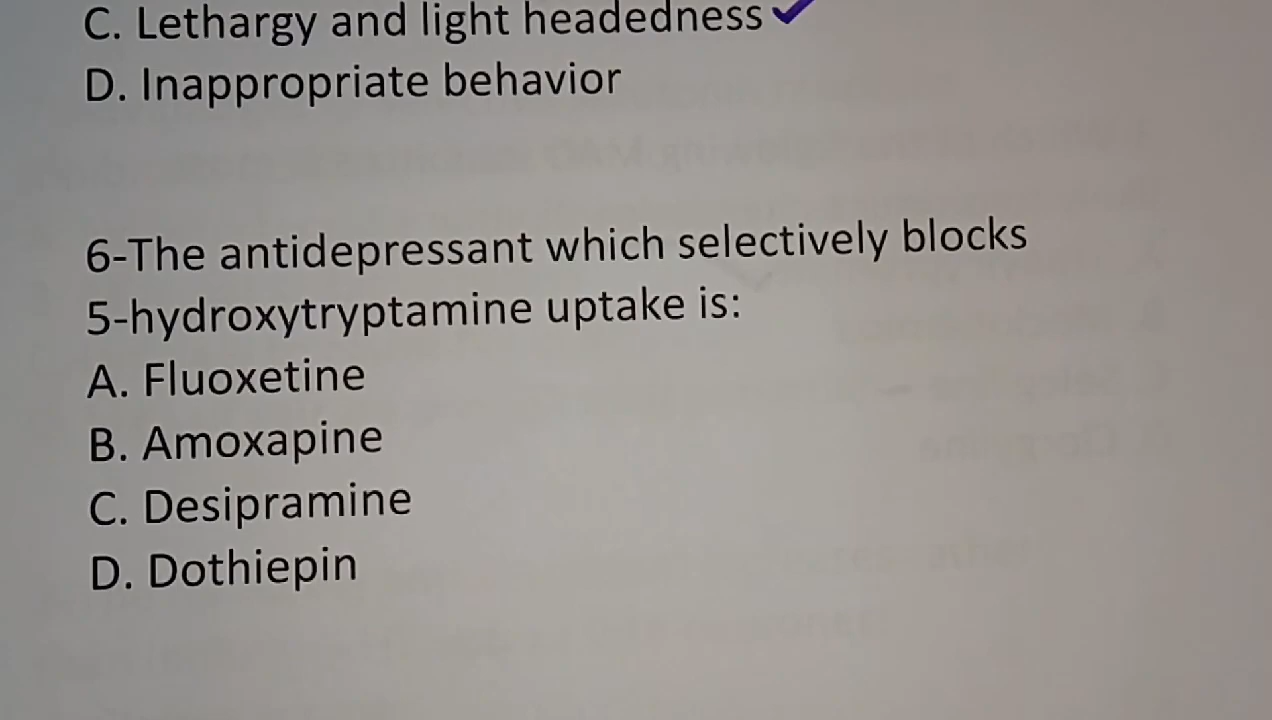 C. Lethargy and light headedness ✔
D. Inappropriate behavior
6-The antidepressant which selectively blocks
5-hydroxytryptamine uptake is:
A. Fluoxetine
B. Amoxapine
C. Desipramine
D. Dothiepin